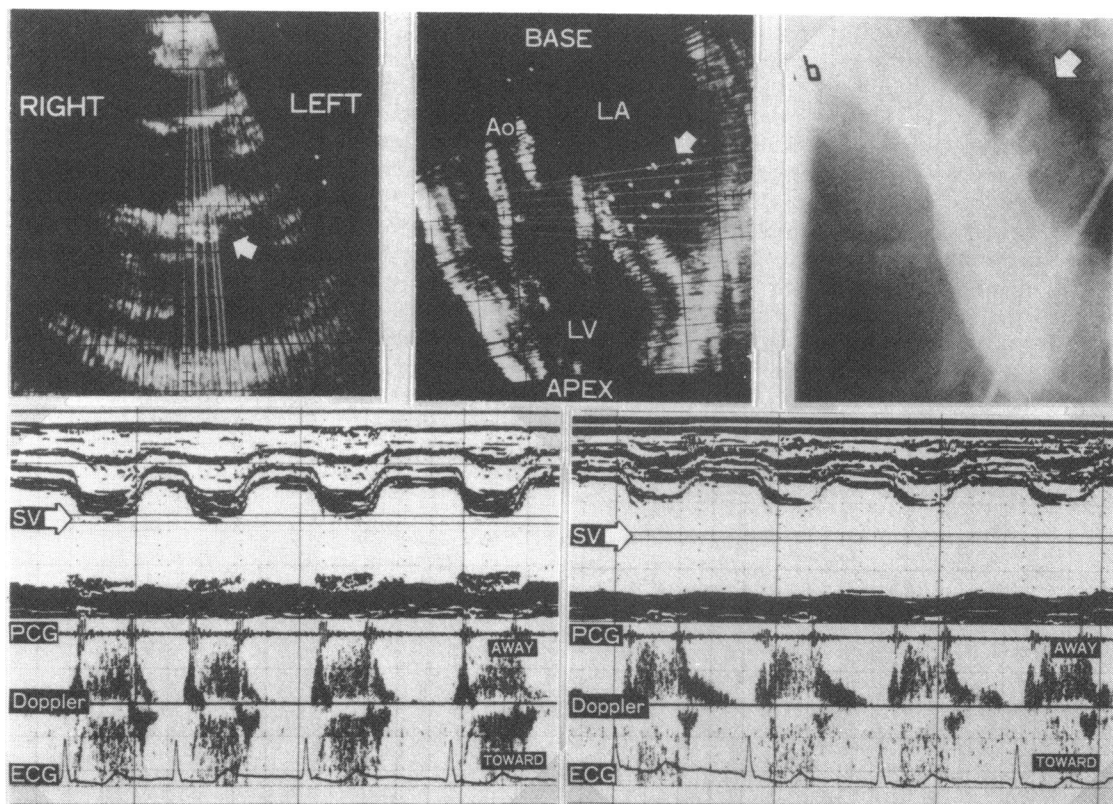 RIGHT LEFT
BASE
Ao LA
LV
APEX
b
SV
PCG
AWAY
Doppler
TOWARD
ECG
SV
PCG
AWAY
Doppler
TOWARD
ECG